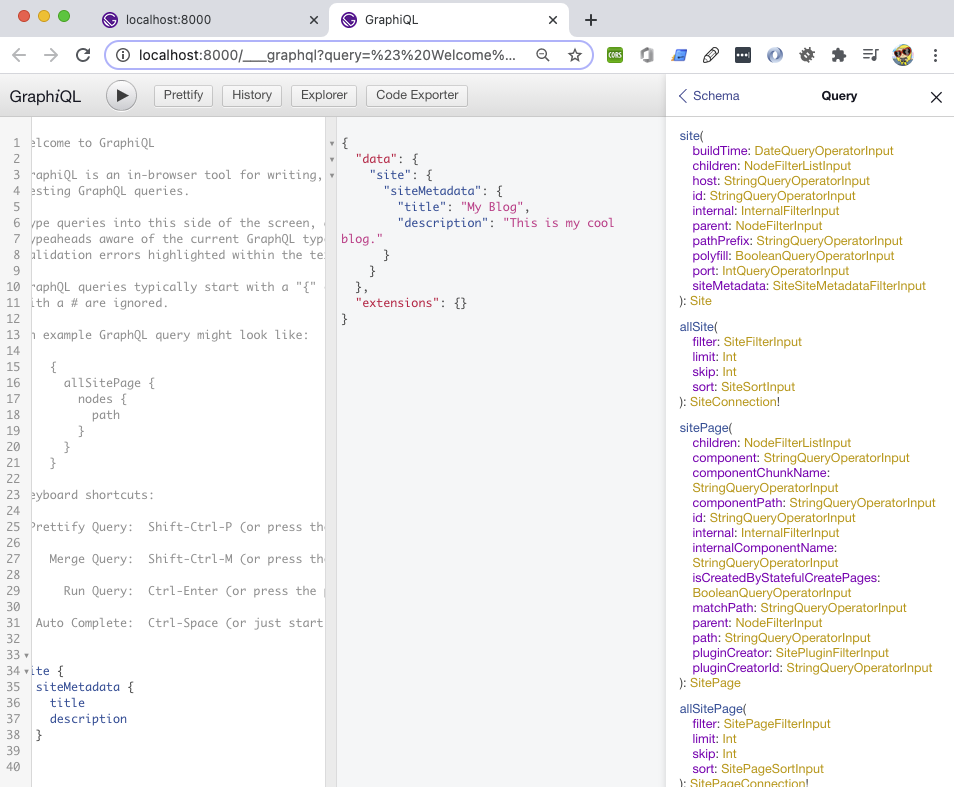 localhost:8000
GraphiQL
localhost:8000/___graphql?query=%23%20Welcome%...
CORS
GraphiQL
Prettify
History
Explorer
Code Exporter
Schema
Query
1 elcome to GraphiQL
2
3 raphiQL is an in-browser tool for writing,
4 esting GraphQL queries.
5
6 ype queries into this side of the screen,
7 ypeaheads aware of the current GraphQL type
8 alidation errors highlighted within the te
9
10 raphQL queries typically start with a "{"
11 ith a # are ignored.
12
13 n example GraphQL query might look like:
14
15 {
16 allSitePage {
17 nodes {
18 path
19 }
20 }
21 }
22
23 eyboard shortcuts:
24
25 Prettify Query: Shift-Ctrl-P (or press the
26
27 Merge Query: Shift-Ctrl-M (or press the
28
29 Run Query: Ctrl-Enter (or press the p
30
31 Auto Complete: Ctrl-Space (or just start
32
33
34 ite {
35 siteMetadata {
36 title
37 description
38 }
39
40
{
"data": {
"site": {
"siteMetadata": {
"title": "My Blog",
"description": "This is my cool
blog."
}
}
},
"extensions": {}
}
site(
buildTime: DateQueryOperatorInput
children: NodeFilterListInput
host: StringQueryOperatorInput
id: StringQueryOperatorInput
internal: InternalFilterInput
parent: NodeFilterInput
pathPrefix: StringQueryOperatorInput
polyfill: BooleanQueryOperatorInput
port: IntQueryOperatorInput
siteMetadata: SiteSiteMetadataFilterInput
): Site
allSite(
filter: SiteFilterInput
limit: Int
skip: Int
sort: SiteSortInput
): SiteConnection!
sitePage(
children: NodeFilterListInput
component: StringQueryOperatorInput
componentChunkName:
StringQueryOperatorInput
componentPath: StringQueryOperatorInput
id: StringQueryOperatorInput
internal: InternalFilterInput
internalComponentName:
StringQueryOperatorInput
isCreatedByStatefulCreatePages:
BooleanQueryOperatorInput
matchPath: StringQueryOperatorInput
parent: NodeFilterInput
path: StringQueryOperatorInput
pluginCreator: SitePluginFilterInput
pluginCreatorId: StringQueryOperatorInput
): SitePage
allSitePage(
filter: SitePageFilterInput
limit: Int
skip: Int
sort: SitePageSortInput
): SitePageConnection!